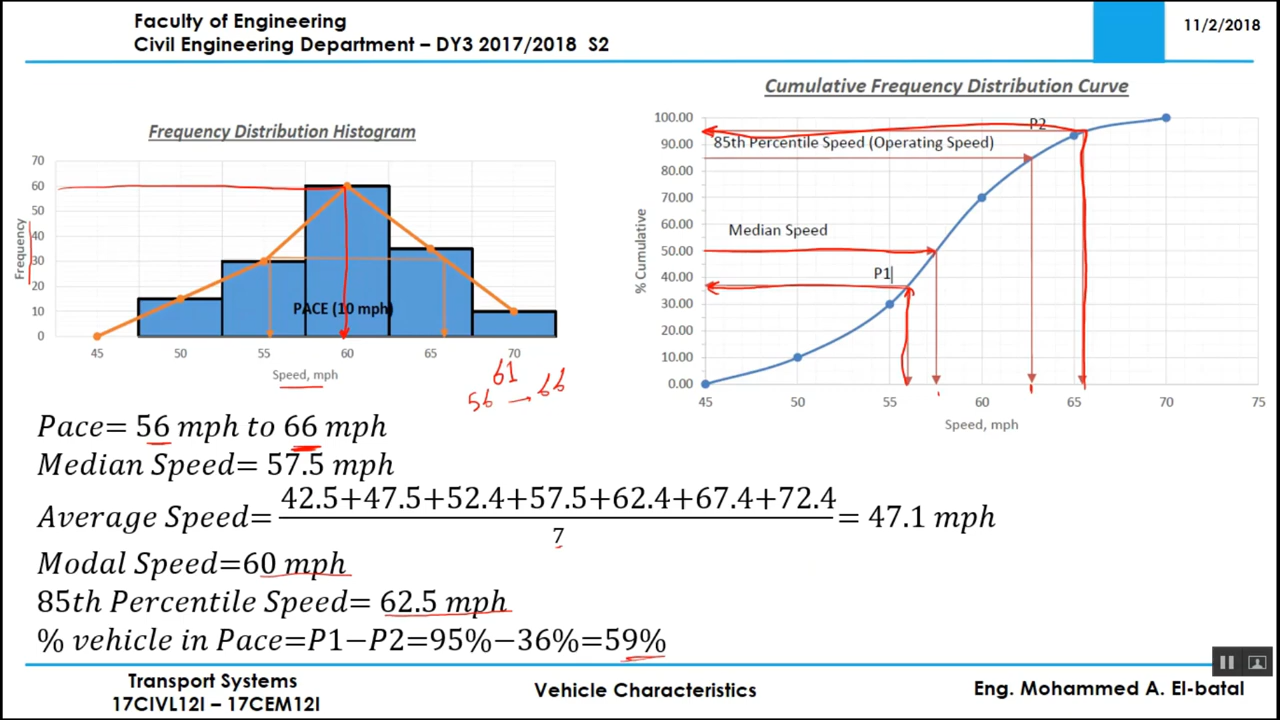 Faculty of Engineering
Civil Engineering Department – DY3 2017/2018 S2
11/2/2018
Frequency Distribution Histogram
Frequency
70
60
50
40
30
20
10
0
PACE (10 mph)
45 50 55 60 65 70
Speed, mph
61
56 → 66
Cumulative Frequency Distribution Curve
% Cumulative
100.00
90.00
80.00
70.00
60.00
50.00
40.00
30.00
20.00
10.00
0.00
P2
85th Percentile Speed (Operating Speed)
Median Speed
P1
45 50 55 60 65 70 75
Speed, mph
Pace= 56 mph to 66 mph
Median Speed= 57.5 mph
Average Speed= 42.5+47.5+52.4+57.5+62.4+67.4+72.4 / 7 = 47.1 mph
Modal Speed=60 mph
85th Percentile Speed= 62.5 mph
% vehicle in Pace=P1−P2=95%−36%=59%
Transport Systems
17CIVL12I – 17CEM12I
Vehicle Characteristics
Eng. Mohammed A. El-batal